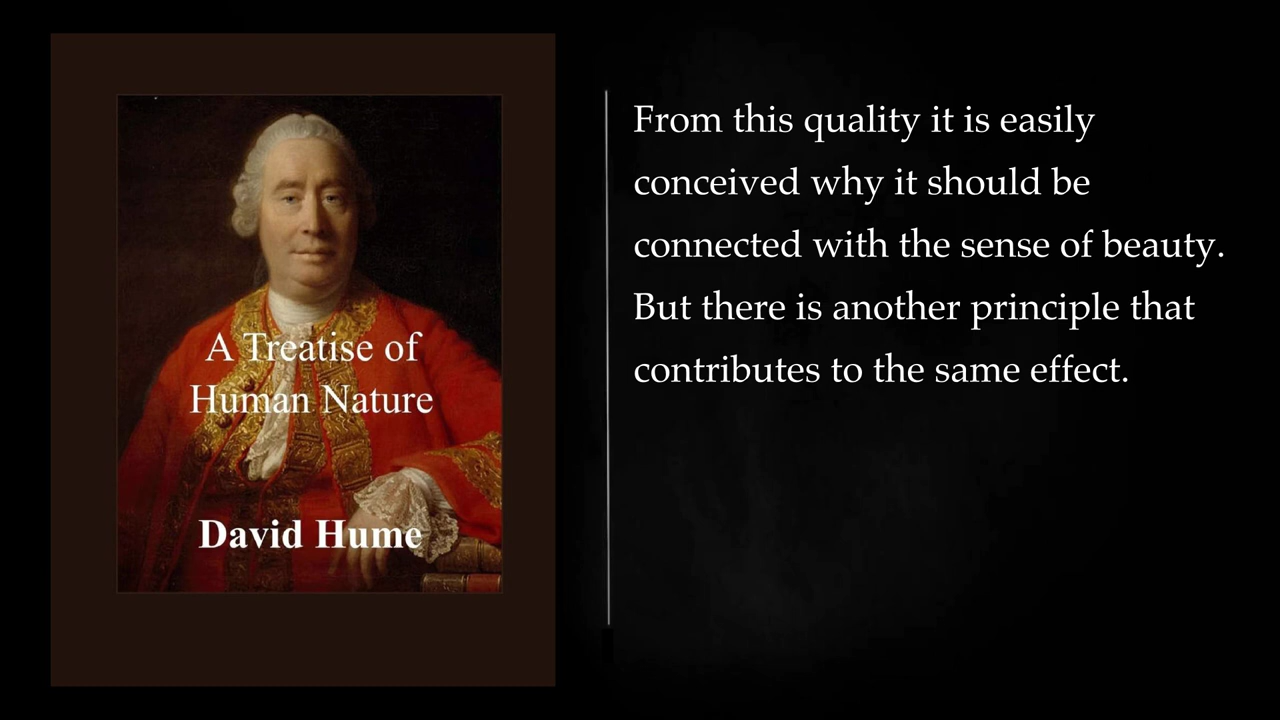 A Treatise of
Human Nature
David Hume
From this quality it is easily
conceived why it should be
connected with the sense of beauty.
But there is another principle that
contributes to the same effect.